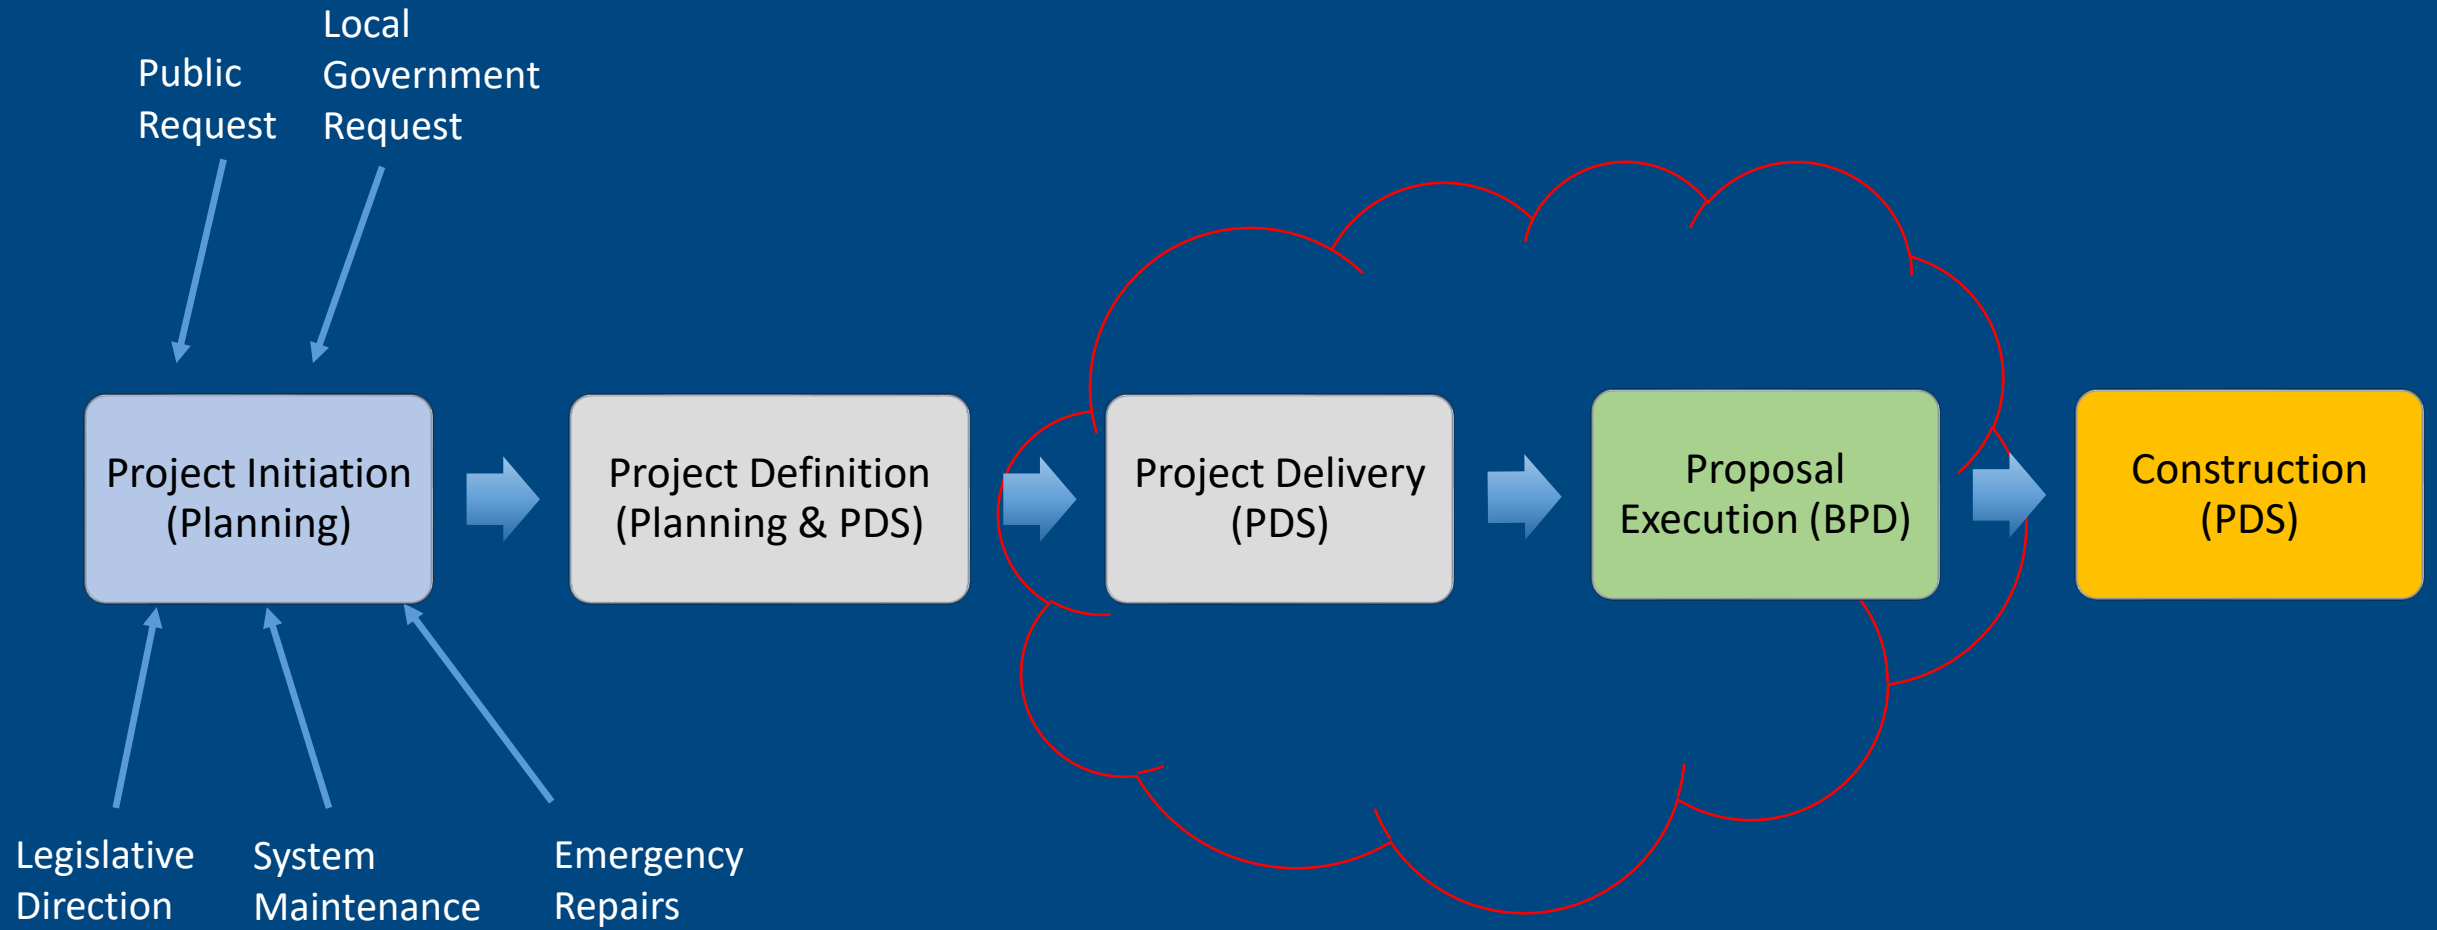 Public
Request
Local
Government
Request
Project Initiation
(Planning)
Project Definition
(Planning & PDS)
Project Delivery
(PDS)
Proposal
Execution (BPD)
Construction
(PDS)
Legislative
Direction
System
Maintenance
Emergency
Repairs